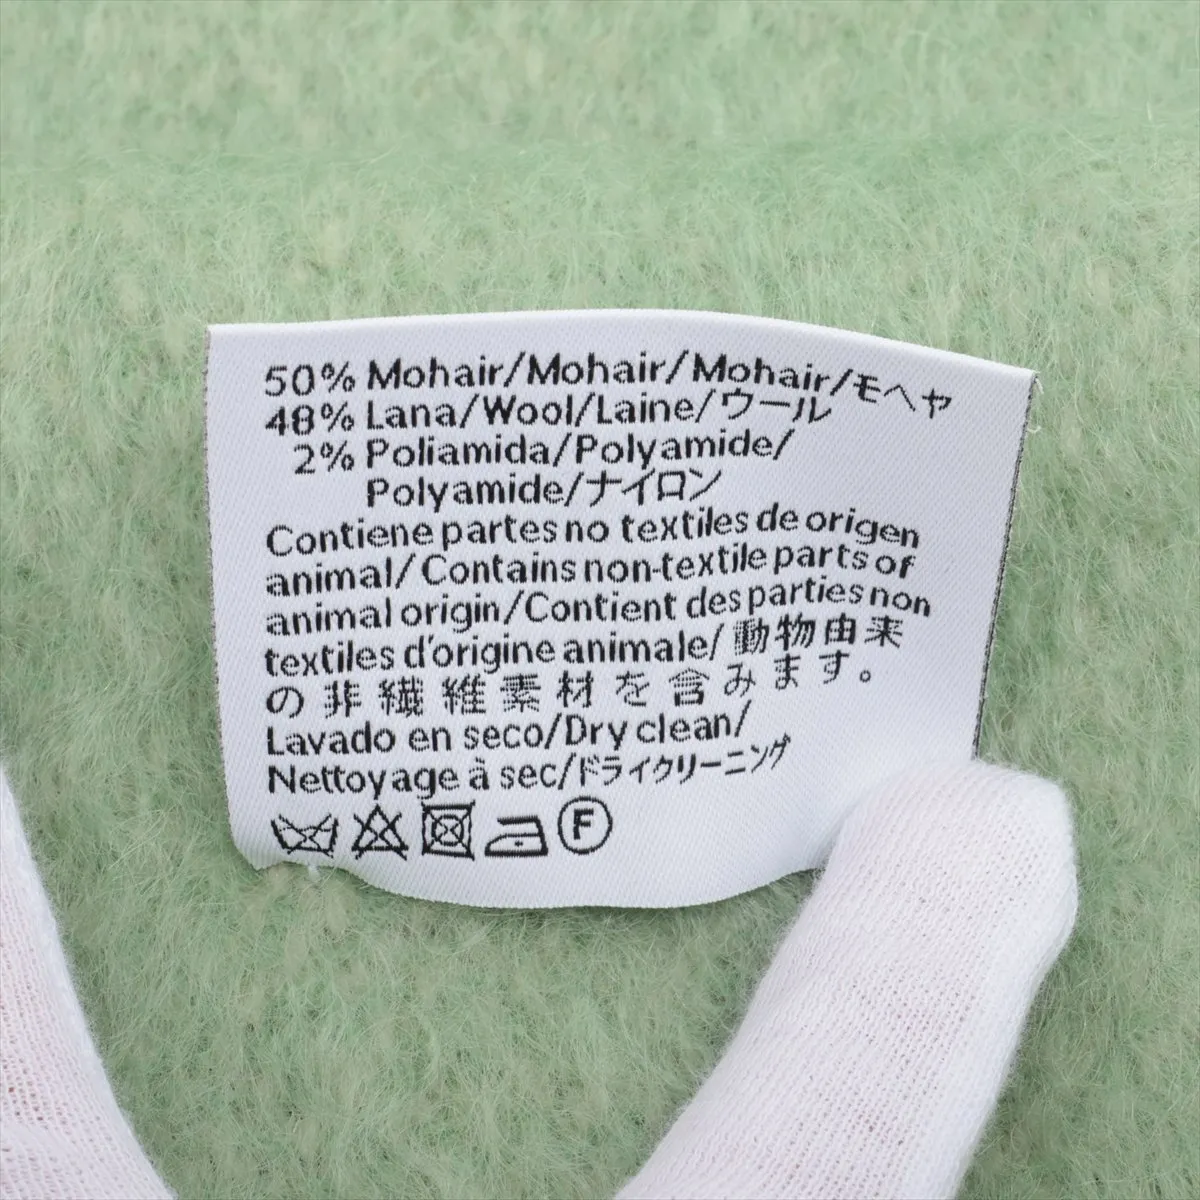 50% Mohair/Mohair/Mohair/モヘヤ
48% Lana/Wool/Laine/ウール
2% Poliamida/Polyamide/
Polyamide/ナイロン
Contiene partes no textiles de origen
animal/Contains non-textile parts of
animal origin/Contient des parties non
textiles d'origine animale/動物由来
の非繊維素材を含みます。
Lavado en seco/Dry clean/
Nettoyage à sec/ドライクリーニング
F